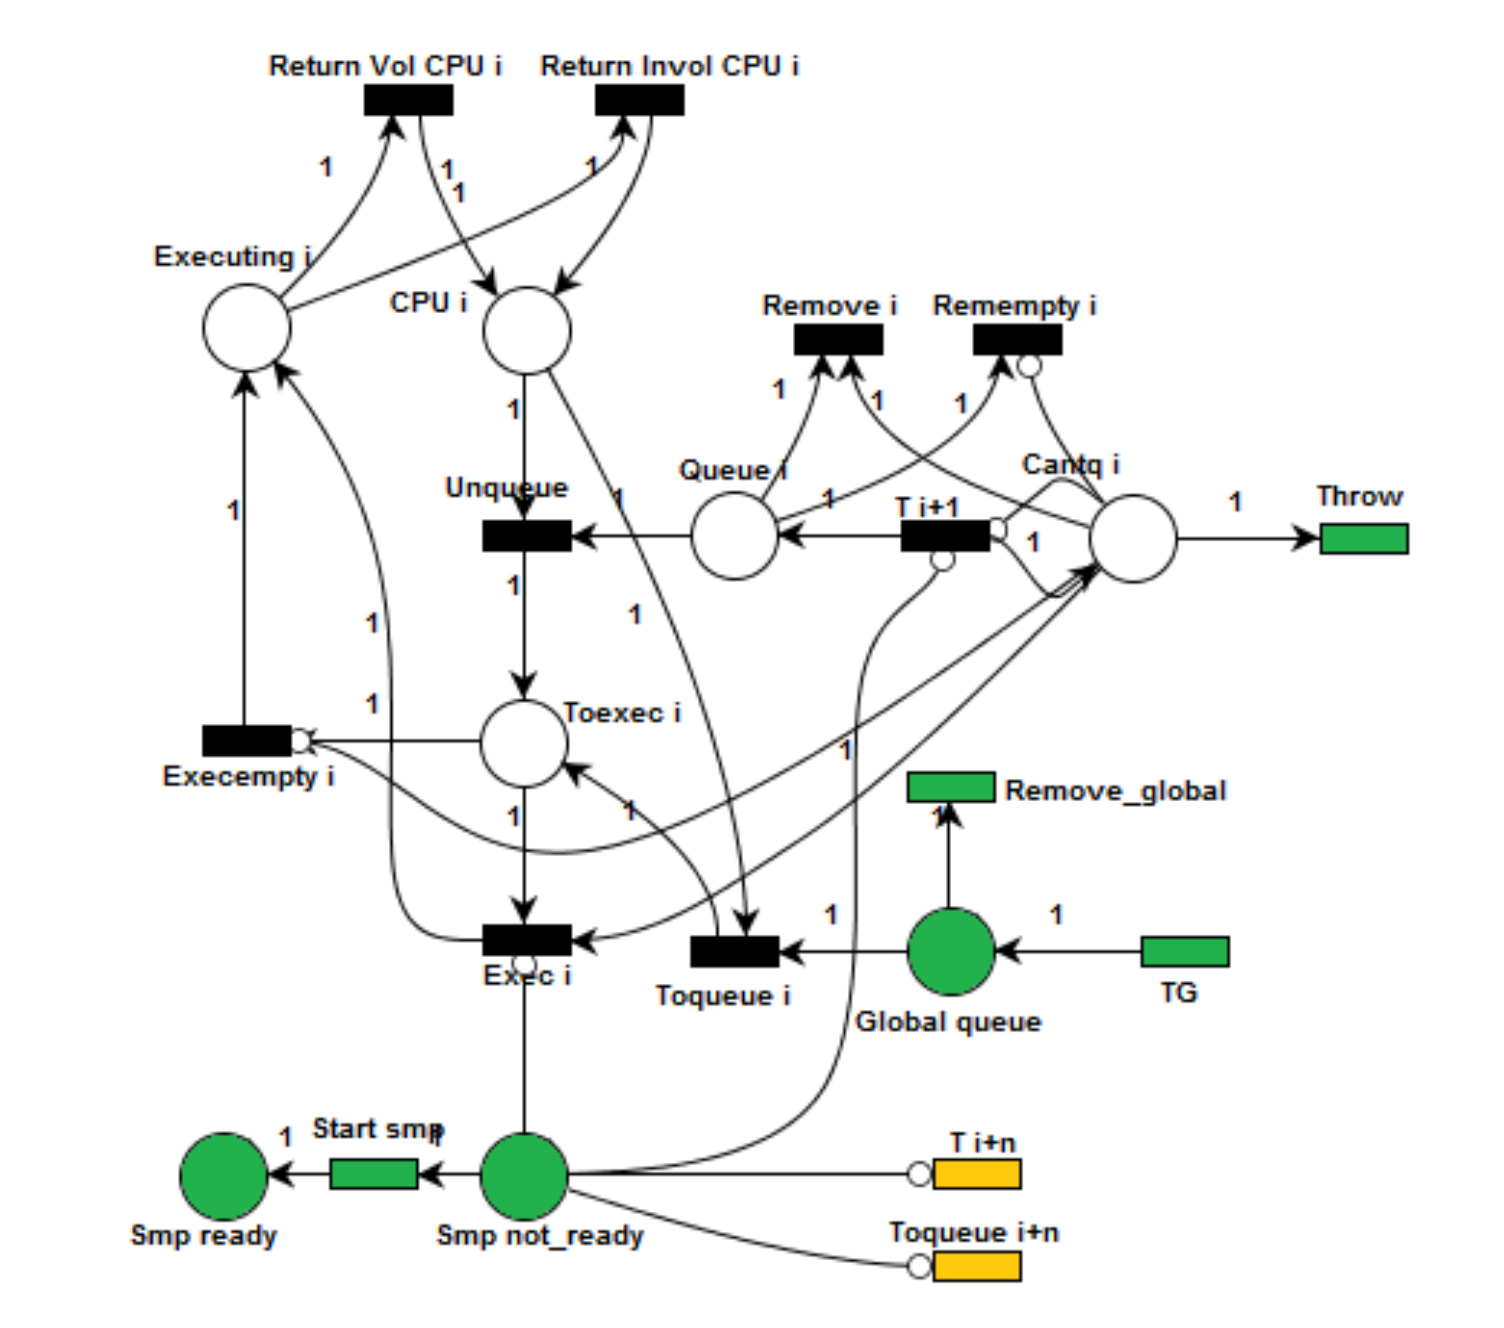 Return Vol CPU i
Return Invol CPU i
1
1
1
1
Executing i
CPU i
Remove i
Remempty i
1
1
1
1
Queue i
Cantq i
Unqueue
1
1
T i+1
1
Throw
1
1
1
1
1
1
Toexec i
Execempty i
1
Remove_global
1
1
1
1
1
Exec i
Toqueue i
TG
Global queue
Start smp
1
1
T i+n
Smp ready
Smp not_ready
Toqueue i+n